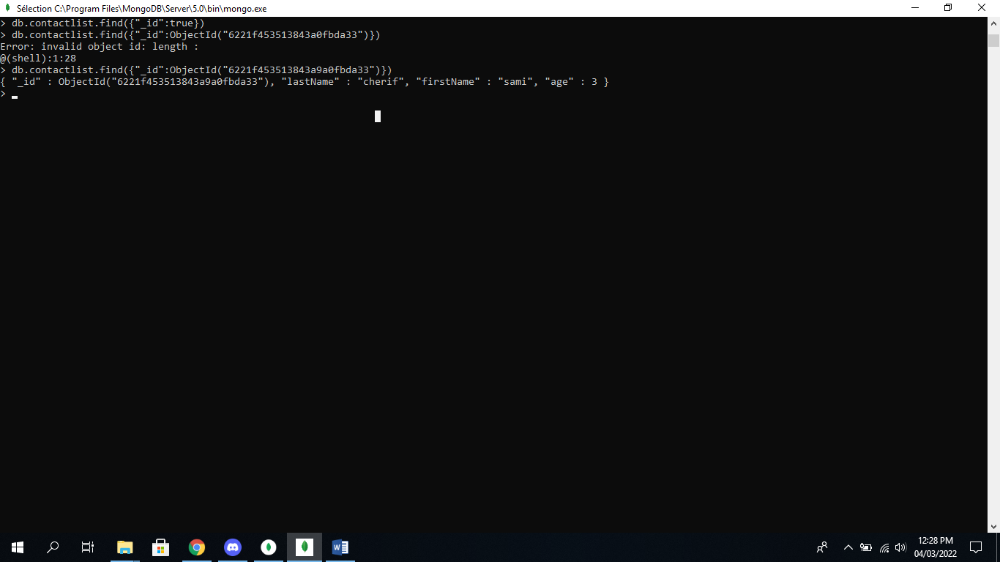 Sélection C:\Program Files\MongoDB\Server\5.0\bin\mongo.exe
> db.contactlist.find({"_id":true})
> db.contactlist.find({"_id":ObjectId("6221f453513843a0fbda33")})
Error: invalid object id: length :
@(shell):1:28
> db.contactlist.find({"_id":ObjectId("6221f453513843a9a0fbda33")})
{ "_id" : ObjectId("6221f453513843a9a0fbda33"), "lastName" : "cherif", "firstName" : "sami", "age" : 3 }
>
12:28 PM
04/03/2022